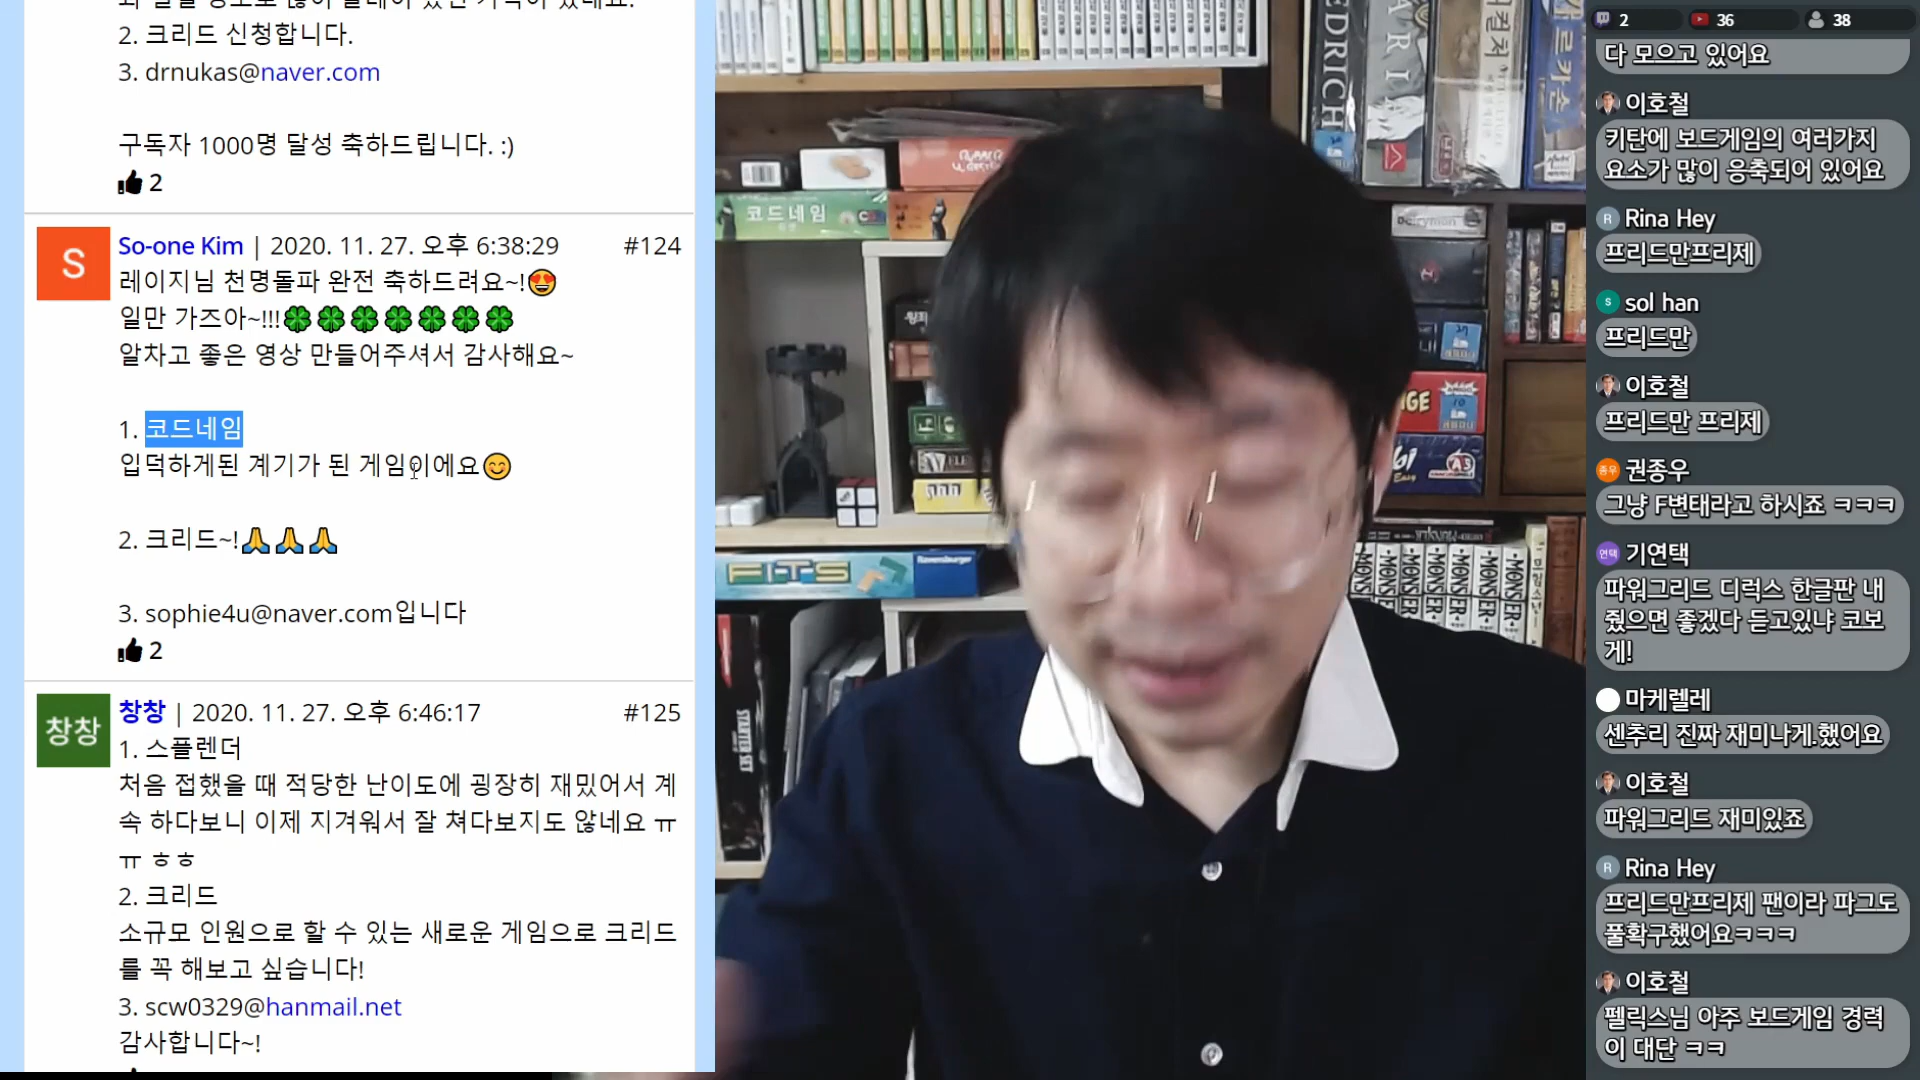 2. 크리드 신청합니다.
3. drnukas@naver.com
구독자 1000명 달성 축하드립니다. :)
2
S
So-one Kim | 2020. 11. 27. 오후 6:38:29 #124
레이지님 천명돌파 완전 축하드려요~!😍
일만 가즈아~!!!🍀🍀🍀🍀🍀🍀🍀
알차고 좋은 영상 만들어주셔서 감사해요~
1. 코드네임
입덕하게된 계기가 된 게임이에요😊
2. 크리드~!🙏🙏🙏
3. sophie4u@naver.com입니다
2
창창
창창 | 2020. 11. 27. 오후 6:46:17 #125
1. 스플렌더
처음 접했을 때 적당한 난이도에 굉장히 재밌어서 계
속 하다보니 이제 지겨워서 잘 쳐다보지도 않네요 ㅠ
ㅠ ㅎㅎ
2. 크리드
소규모 인원으로 할 수 있는 새로운 게임으로 크리드
를 꼭 해보고 싶습니다!
3. scw0329@hanmail.net
감사합니다~!
EDRICH
코드네임
FITS
Ravensburger
MONSER
MONSER
MONSER
MONSER
MONSER
2 36 38
다 모으고 있어요
이호철
키탄에 보드게임의 여러가지
요소가 많이 응축되어 있어요
R Rina Hey
프리드만프리제
s sol han
프리드만
이호철
프리드만 프리제
종우 권종우
그냥 F변태라고 하시죠 ㅋㅋㅋ
연택 기연택
파워그리드 디럭스 한글판 내
줬으면 좋겠다 듣고있냐 코보
게!
마케렐레
센추리 진짜 재미나게.했어요
이호철
파워그리드 재미있죠
R Rina Hey
프리드만프리제 팬이라 파그도
풀확구했어요ㅋㅋㅋ
이호철
펠릭스님 아주 보드게임 경력
이 대단 ㅋㅋ